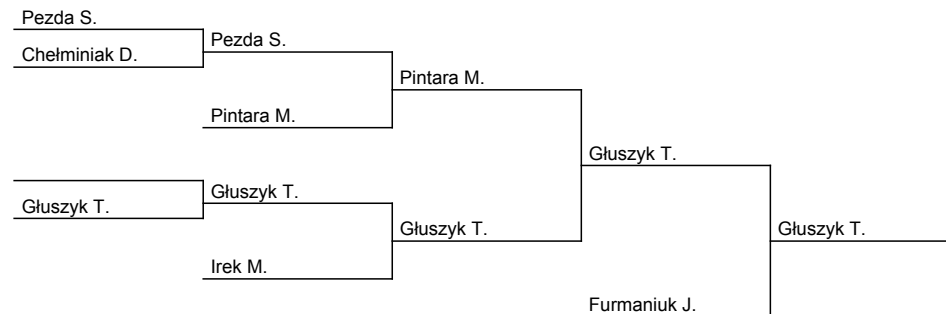 Pezda S.
Chełminiak D.
Pezda S.
Pintara M.
Pintara M.
Głuszyk T.
Głuszyk T.
Głuszyk T.
Głuszyk T.
Irek M.
Głuszyk T.
Furmaniuk J.